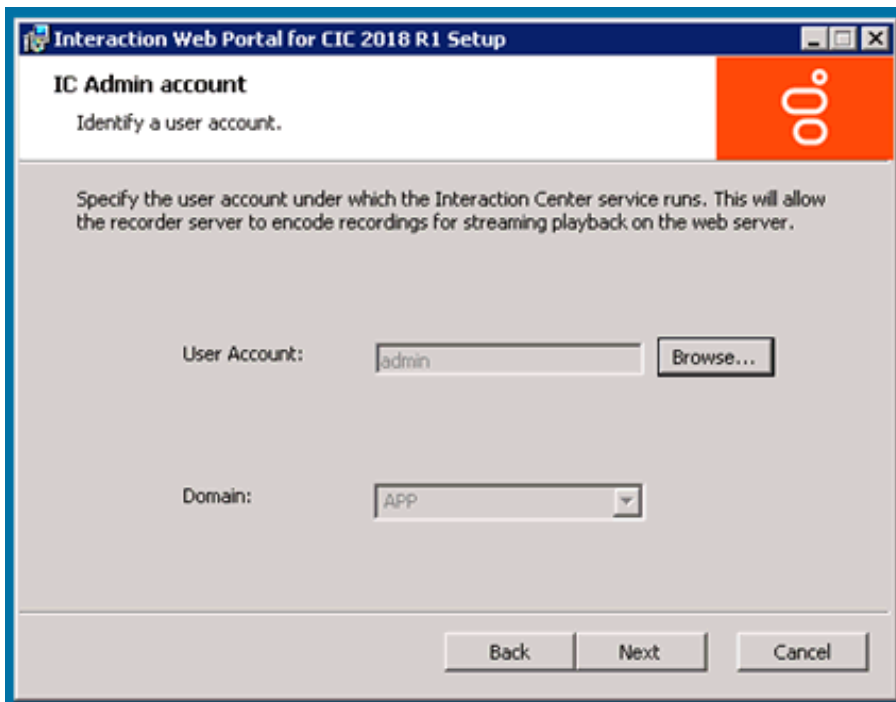 Interaction Web Portal for CIC 2018 R1 Setup
IC Admin account
Identify a user account.
Specify the user account under which the Interaction Center service runs. This will allow
the recorder server to encode recordings for streaming playback on the web server.
User Account:
admin
Browse...
Domain:
APP
Back
Next
Cancel